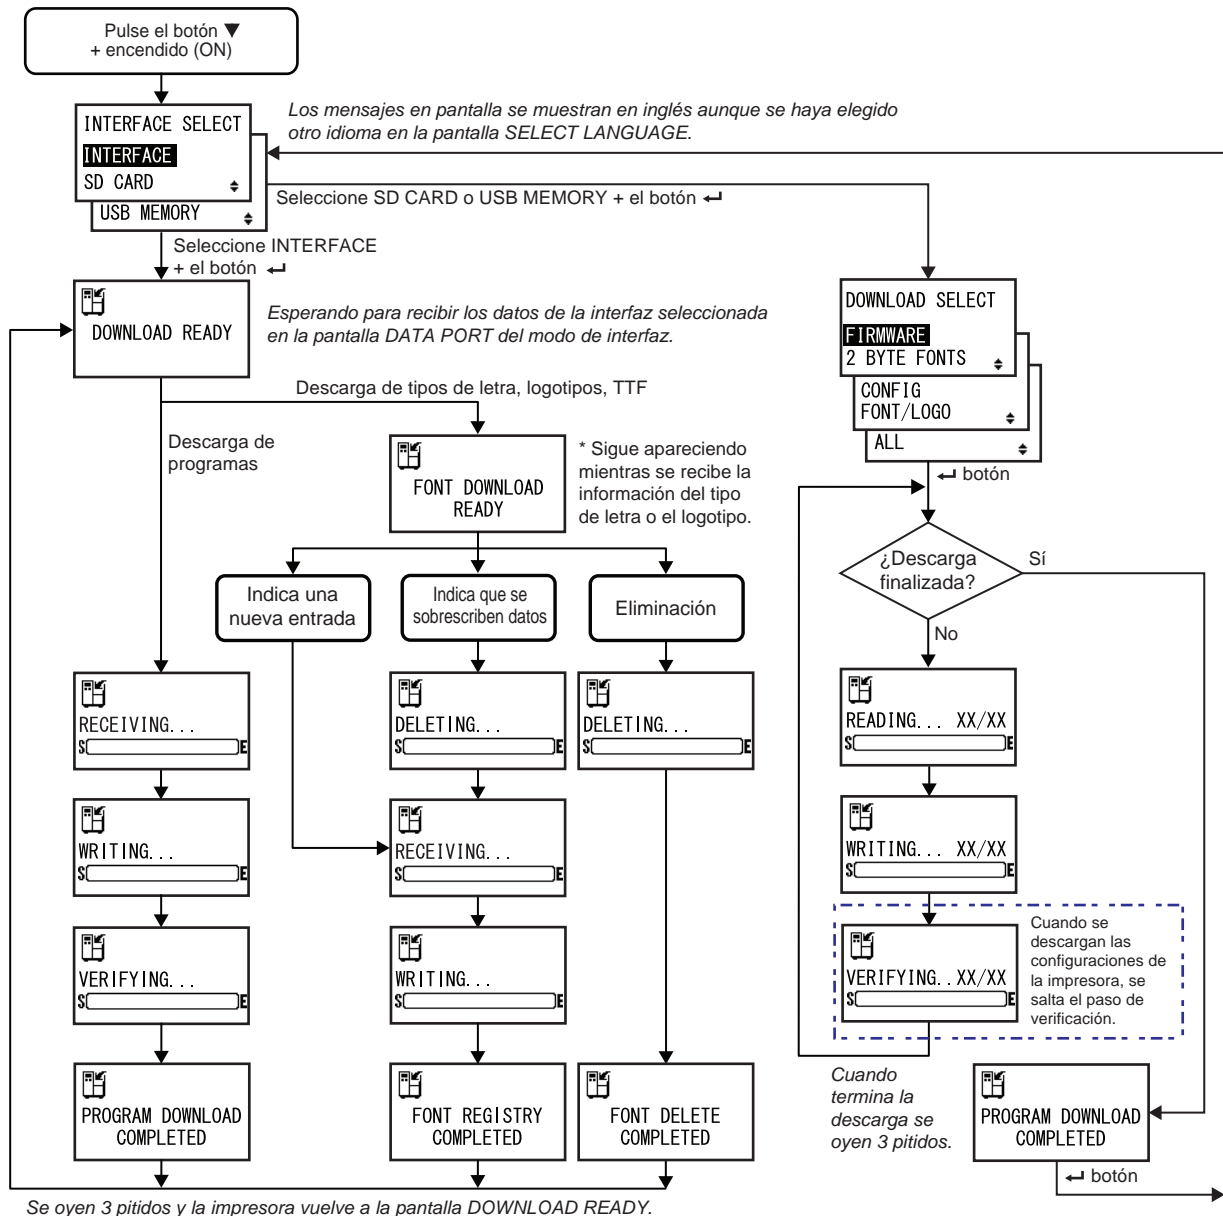 Pulse el botón ▼
+ encendido (ON)
Los mensajes en pantalla se muestran en inglés aunque se haya elegido
otro idioma en la pantalla SELECT LANGUAGE.
INTERFACE SELECT
INTERFACE
SD CARD
USB MEMORY
Seleccione SD CARD o USB MEMORY + el botón ↵
Seleccione INTERFACE
+ el botón ↵
DOWNLOAD READY
Esperando para recibir los datos de la interfaz seleccionada
en la pantalla DATA PORT del modo de interfaz.
DOWNLOAD SELECT
FIRMWARE
2 BYTE FONTS
CONFIG
FONT/LOGO
ALL
↵ botón
Descarga de tipos de letra, logotipos, TTF
Descarga de
programas
FONT DOWNLOAD
READY
* Sigue apareciendo
mientras se recibe la
información del tipo
de letra o el logotipo.
¿Descarga
finalizada?
Sí
No
Indica una
nueva entrada
Indica que se
sobrescriben datos
Eliminación
RECEIVING...
S E
DELETING...
S E
DELETING...
S E
READING... XX/XX
S E
WRITING...
S E
RECEIVING...
S E
WRITING... XX/XX
S E
VERIFYING...
S E
WRITING...
S E
VERIFYING..XX/XX
S E
Cuando se
descargan las
configuraciones de
la impresora, se
salta el paso de
verificación.
PROGRAM DOWNLOAD
COMPLETED
FONT REGISTRY
COMPLETED
FONT DELETE
COMPLETED
Cuando
termina la
descarga se
oyen 3 pitidos.
PROGRAM DOWNLOAD
COMPLETED
↵ botón
Se oyen 3 pitidos y la impresora vuelve a la pantalla DOWNLOAD READY.